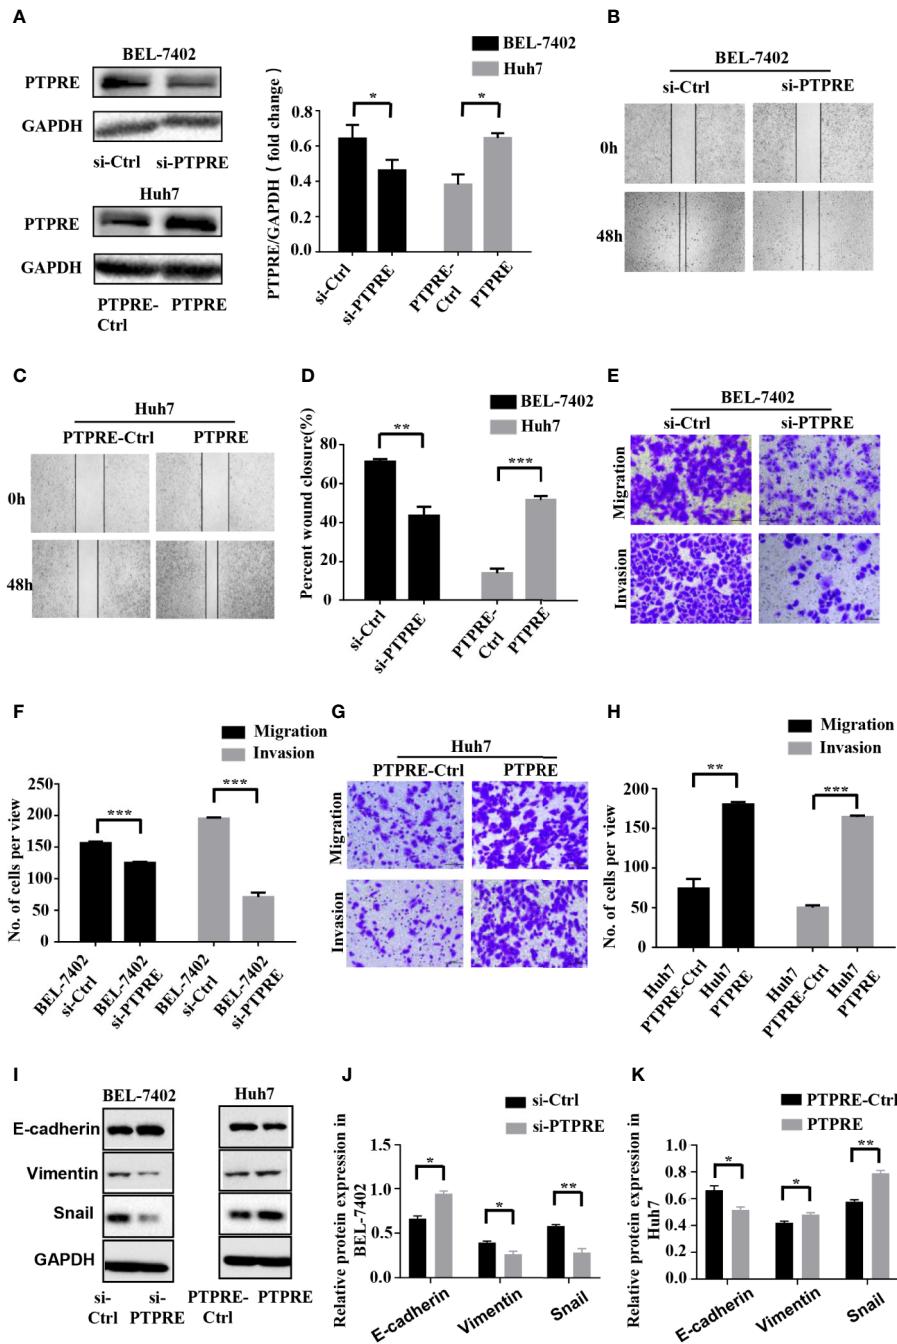 A
BEL-7402
PTPRE
GAPDH
si-Ctrl si-PTPRE
Huh7
PTPRE
GAPDH
PTPRE-
Ctrl
PTPRE
BEL-7402
Huh7
PTPRE/GAPDH ( fold change )
0.8
0.6
0.4
0.2
0.0
*
*
si-Ctrl
si-PTPRE
PTPRE-
Ctrl
PTPRE
B
BEL-7402
si-Ctrl si-PTPRE
0h
48h
C
Huh7
PTPRE-Ctrl PTPRE
0h
48h
D
BEL-7402
Huh7
Percent wound closure(%)
80
60
40
20
0
**
***
si-Ctrl
si-PTPRE
PTPRE-
Ctrl
PTPRE
E
BEL-7402
si-Ctrl si-PTPRE
Migration
Invasion
F
Migration
Invasion
No. of cells per view
250
200
150
100
50
0
***
***
BEL-7402
si-Ctrl
BEL-7402
si-PTPRE
BEL-7402
si-Ctrl
BEL-7402
si-PTPRE
G
Huh7
PTPRE-Ctrl PTPRE
Migration
Invasion
H
Migration
Invasion
No. of cells per view
200
150
100
50
0
**
***
Huh7
PTPRE-Ctrl
Huh7
PTPRE
Huh7
PTPRE-Ctrl
Huh7
PTPRE
I
BEL-7402 Huh7
E-cadherin
Vimentin
Snail
GAPDH
si-
Ctrl
si-
PTPRE
PTPRE-
Ctrl
PTPRE
J
si-Ctrl
si-PTPRE
Relative protein expression in
BEL-7402
1.5
1.0
0.5
0.0
*
*
**
E-cadherin
Vimentin
Snail
K
PTPRE-Ctrl
PTPRE
Relative protein expression in
Huh7
1.0
0.8
0.6
0.4
0.2
0.0
*
*
**
E-cadherin
Vimentin
Snail